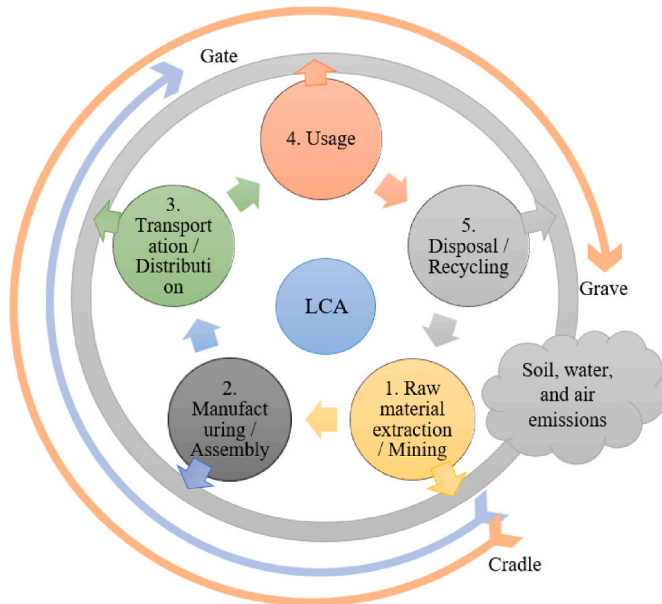 Gate
4. Usage
3.
Transport
ation /
Distributi
on
5.
Disposal /
Recycling
Grave
LCA
Soil, water,
and air
emissions
2.
Manufact
uring /
Assembly
1. Raw
material
extraction
/ Mining
Cradle